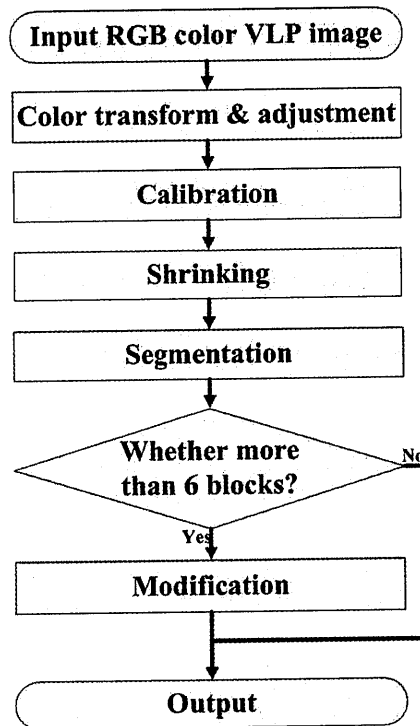 Input RGB color VLP image
Color transform & adjustment
Calibration
Shrinking
Segmentation
Whether more
than 6 blocks?
No
Yes
Modification
Output